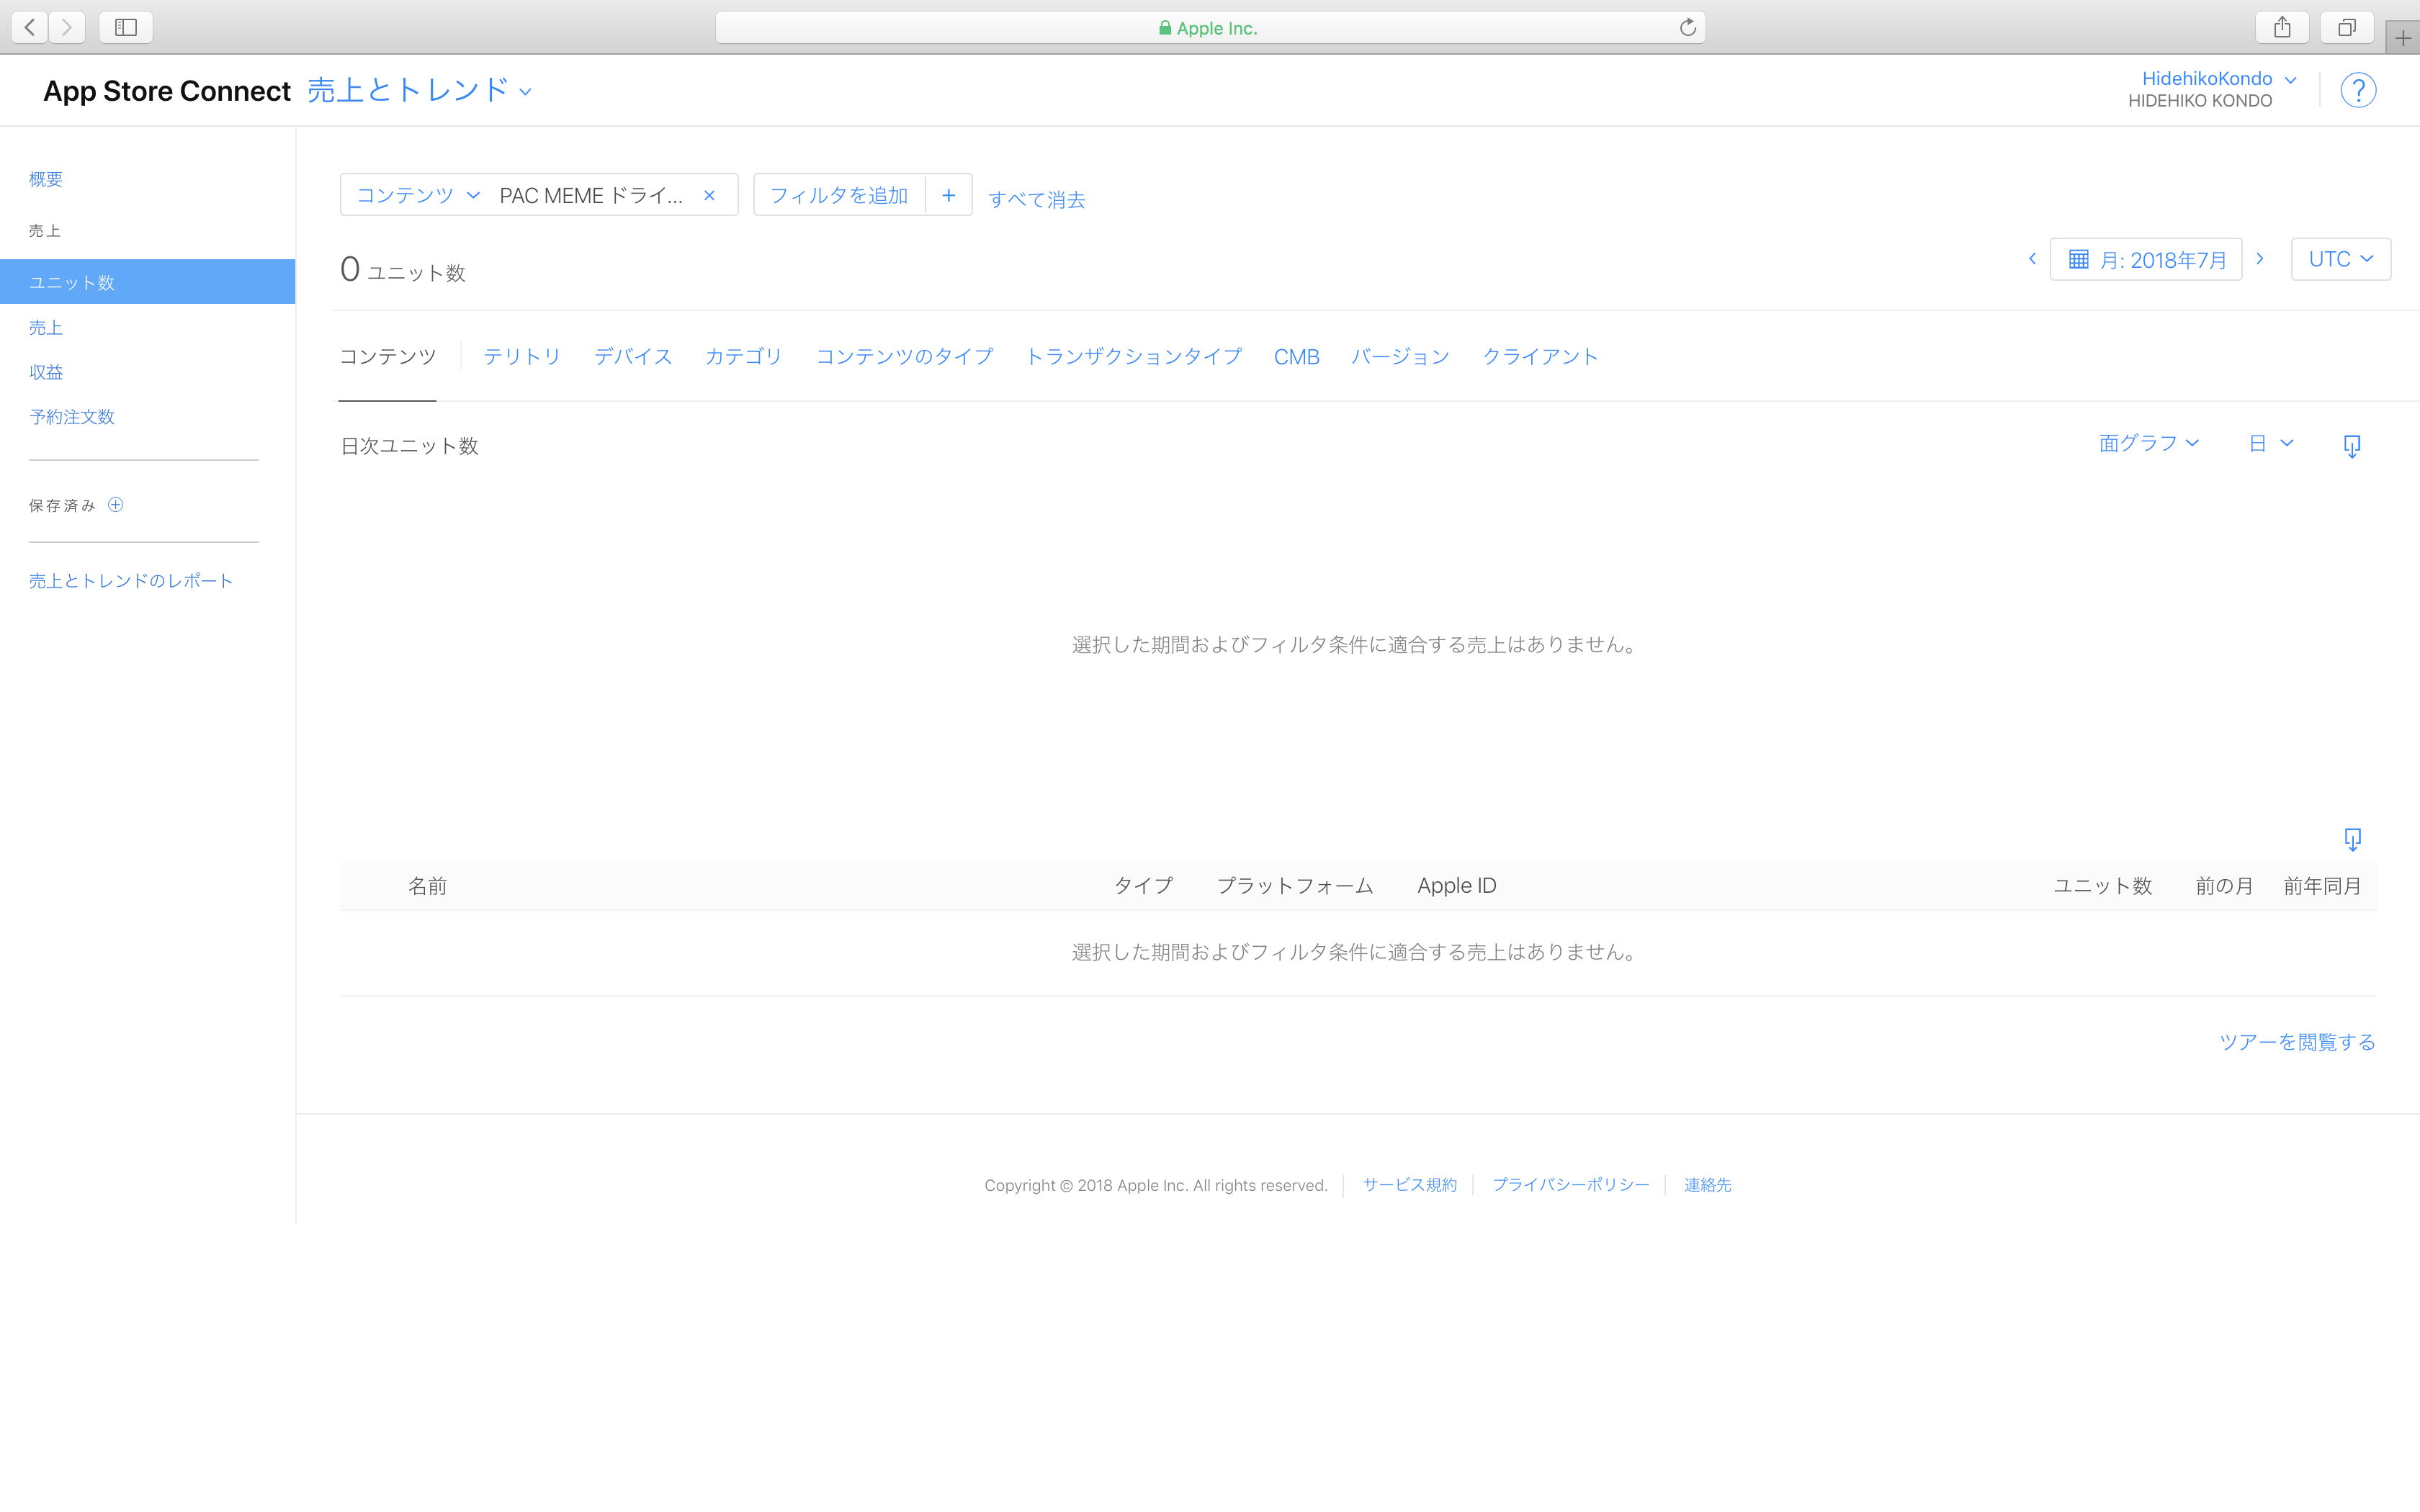 Apple Inc.
App Store Connect 売上とトレンド
HidehikoKondo
HIDEHIKO KONDO
?
概要
売上
ユニット数
売上
収益
予約注文数
保存済み
売上とトレンドのレポート
コンテンツ PAC MEME ドライ... × フィルタを追加 + すべて消去
0 ユニット数
月: 2018年7月 UTC
コンテンツ テリトリ デバイス カテゴリ コンテンツのタイプ トランザクションタイプ CMB バージョン クライアント
日次ユニット数 面グラフ 日
選択した期間およびフィルタ条件に適合する売上はありません。
名前 タイプ プラットフォーム Apple ID ユニット数 前の月 前年同月
選択した期間およびフィルタ条件に適合する売上はありません。
ツアーを閲覧する
Copyright © 2018 Apple Inc. All rights reserved. サービス規約 プライバシーポリシー 連絡先